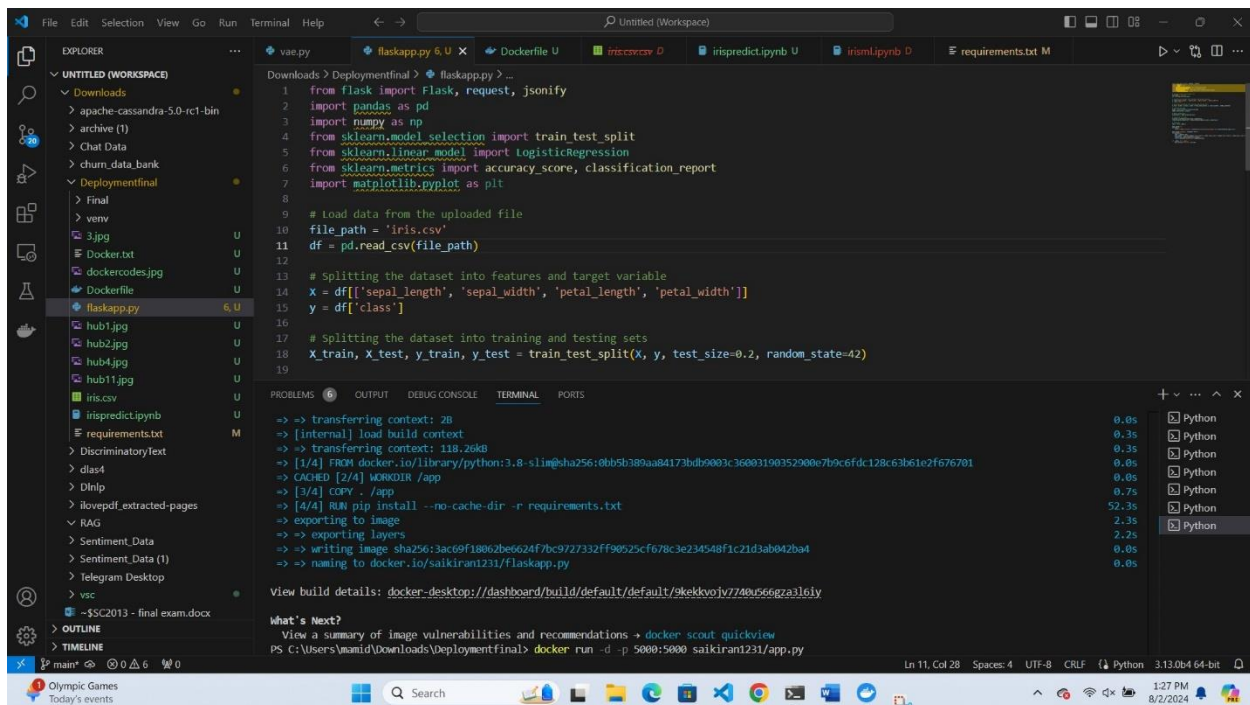 File Edit Selection View Go Run Terminal Help
Untitled (Workspace)
EXPLORER
UNTITLED (WORKSPACE)
Downloads
apache-cassandra-5.0-rc1-bin
archive (1)
Chat Data
churn_data_bank
Deploymentfinal
Final
venv
3.jpg U
Docker.txt U
dockercodes.jpg U
Dockerfile U
flaskapp.py 6, U
hub1.jpg U
hub2.jpg U
hub4.jpg U
hub11.jpg U
iris.csv U
irispredict.ipynb U
requirements.txt M
DiscriminatoryText
dlas4
Dlnlp
ilovepdf_extracted-pages
RAG
Sentiment_Data
Sentiment_Data (1)
Telegram Desktop
vsc
~$SC2013 - final exam.docx
OUTLINE
TIMELINE
20
vae.py flaskapp.py 6, U Dockerfile U iris.csv.csv D irispredict.ipynb U irisml.ipynb D requirements.txt M
Downloads > Deploymentfinal > flaskapp.py > ...
1 from flask import Flask, request, jsonify
2 import pandas as pd
3 import numpy as np
4 from sklearn.model_selection import train_test_split
5 from sklearn.linear_model import LogisticRegression
6 from sklearn.metrics import accuracy_score, classification_report
7 import matplotlib.pyplot as plt
8
9 # Load data from the uploaded file
10 file_path = 'iris.csv'
11 df = pd.read_csv(file_path)
12
13 # Splitting the dataset into features and target variable
14 X = df[['sepal_length', 'sepal_width', 'petal_length', 'petal_width']]
15 y = df['class']
16
17 # Splitting the dataset into training and testing sets
18 X_train, X_test, y_train, y_test = train_test_split(X, y, test_size=0.2, random_state=42)
19
PROBLEMS 6 OUTPUT DEBUG CONSOLE TERMINAL PORTS
=> => transferring context: 2B 0.0s
=> [internal] load build context 0.3s
=> => transferring context: 118.26kB 0.3s
=> [1/4] FROM docker.io/library/python:3.8-slim@sha256:0bb5b389aa84173bdb9003c36003190352900e7b9c6fdc128c63b61e2f676701 0.0s
=> CACHED [2/4] WORKDIR /app 0.0s
=> [3/4] COPY . /app 0.7s
=> [4/4] RUN pip install --no-cache-dir -r requirements.txt 52.3s
=> exporting to image 2.3s
=> => exporting layers 2.2s
=> => writing image sha256:3ac69f18062be6624f7bc9727332ff90525cf678c3e234548f1c21d3ab042ba4 0.0s
=> => naming to docker.io/saikiran1231/flaskapp.py 0.0s
View build details: docker-desktop://dashboard/build/default/default/9kekkvojv7740u566gza3l6iy
What's Next?
View a summary of image vulnerabilities and recommendations → docker scout quickview
PS C:\Users\mamid\Downloads\Deploymentfinal> docker run -d -p 5000:5000 saikiran1231/app.py
Python
Python
Python
Python
Python
Python
Python
main* 0 6 0
Ln 11, Col 28 Spaces: 4 UTF-8 CRLF Python 3.13.0b4 64-bit
1
Olympic Games
Today's events
Search
1:27 PM
8/2/2024
PRE